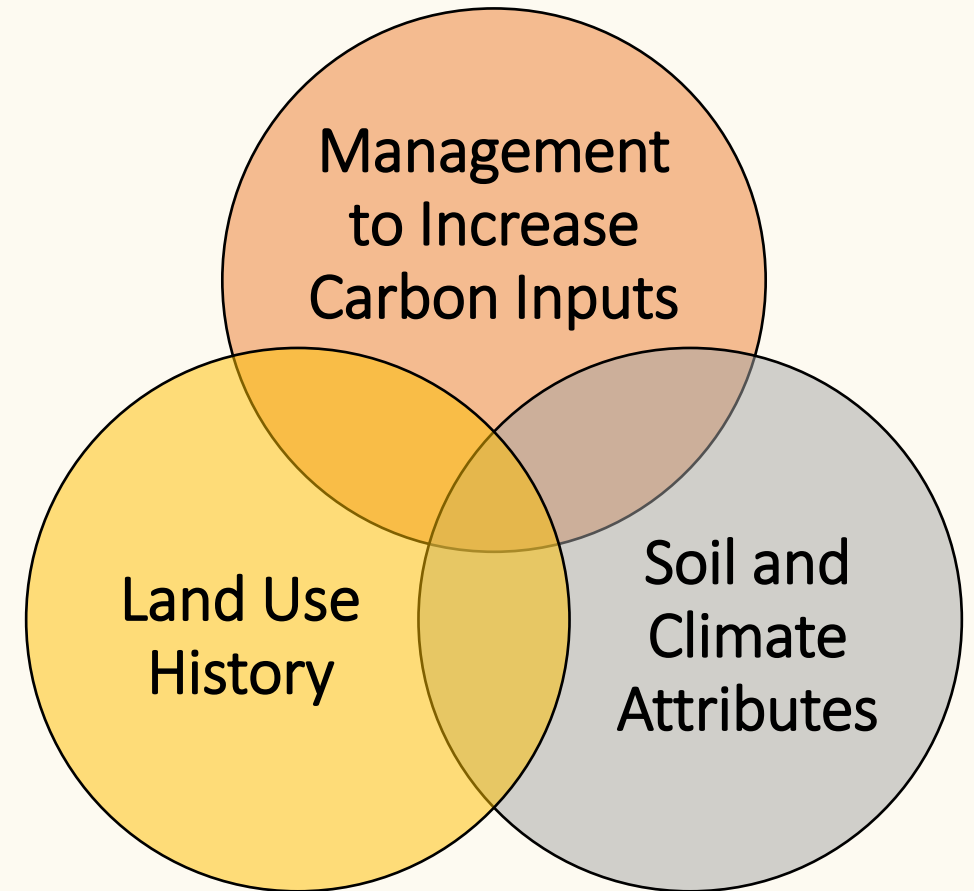 Management
to Increase
Carbon Inputs
Land Use
History
Soil and
Climate
Attributes